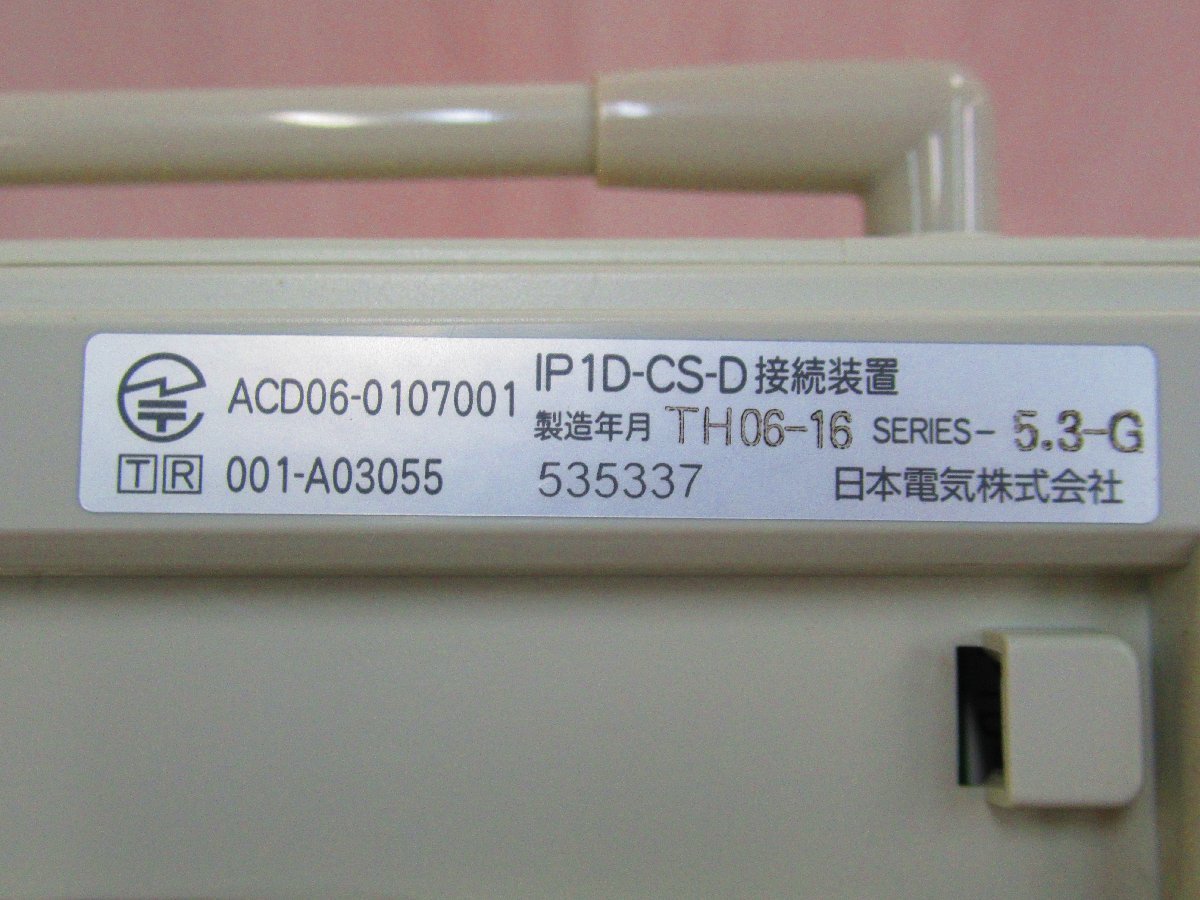 ACD06-0107001
T R 001-A03055
IP1D-CS-D接続装置
製造年月 TH06-16 SERIES- 5.3-G
535337 日本電気株式会社